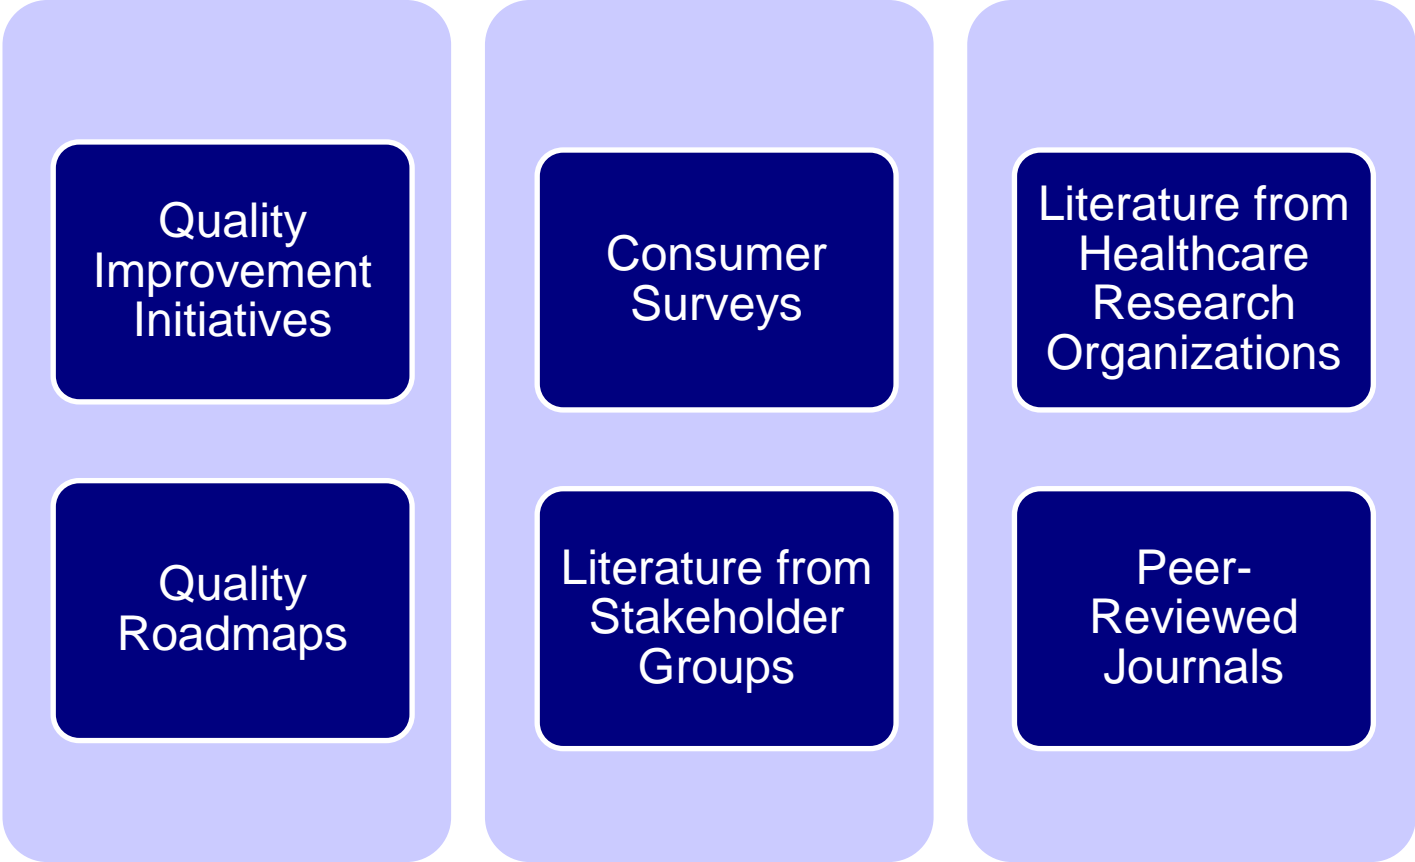 Quality
Improvement
Initiatives
Quality
Roadmaps
Consumer
Surveys
Literature from
Stakeholder
Groups
Literature from
Healthcare
Research
Organizations
Peer-
Reviewed
Journals